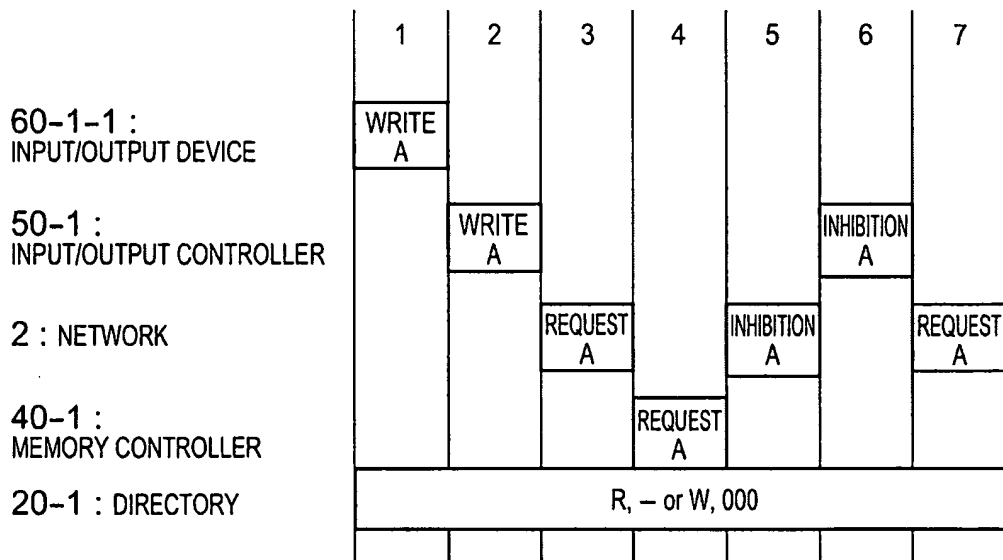 1 2 3 4 5 6 7
60-1-1 :
INPUT/OUTPUT DEVICE
WRITE
A
50-1 :
INPUT/OUTPUT CONTROLLER
WRITE
A
INHIBITION
A
2 : NETWORK
REQUEST
A
INHIBITION
A
REQUEST
A
40-1 :
MEMORY CONTROLLER
REQUEST
A
20-1 : DIRECTORY
R, – or W, 000